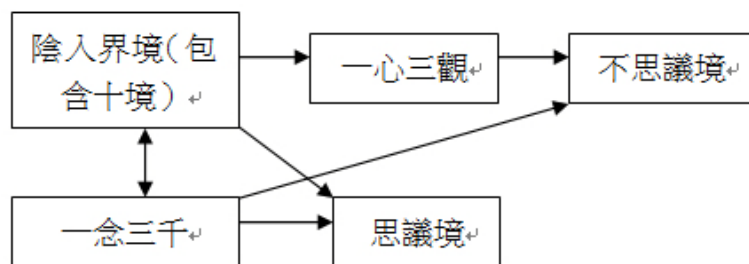 陰入界境(包
含十境)
一心三觀
不思議境
一念三千
思議境